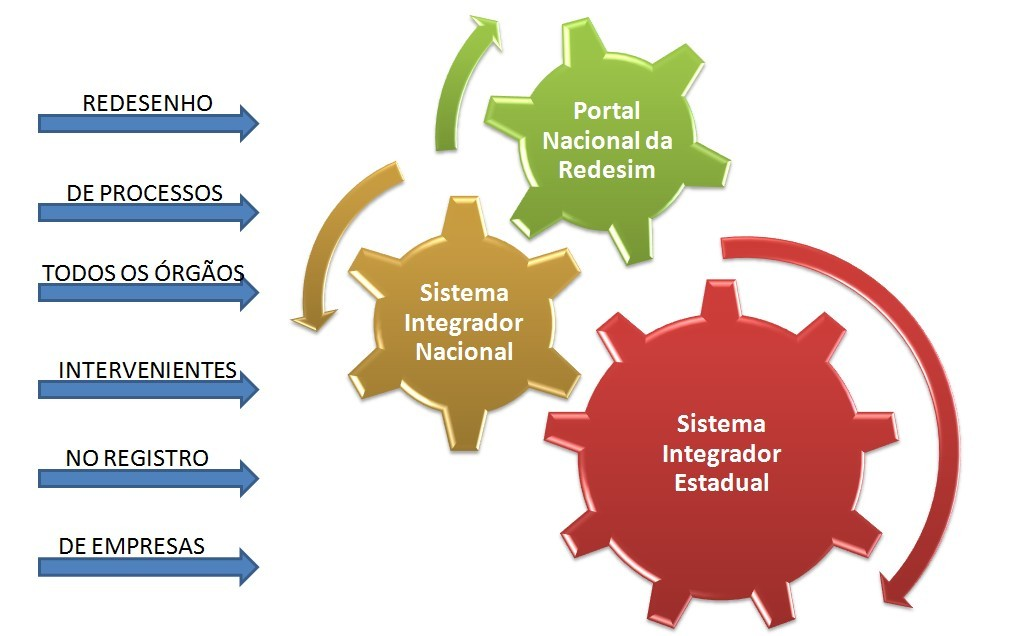 REDESENHO
DE PROCESSOS
TODOS OS ÓRGÃOS
INTERVENIENTES
NO REGISTRO
DE EMPRESAS
Portal
Nacional da
Redesim
Sistema
Integrador
Nacional
Sistema
Integrador
Estadual